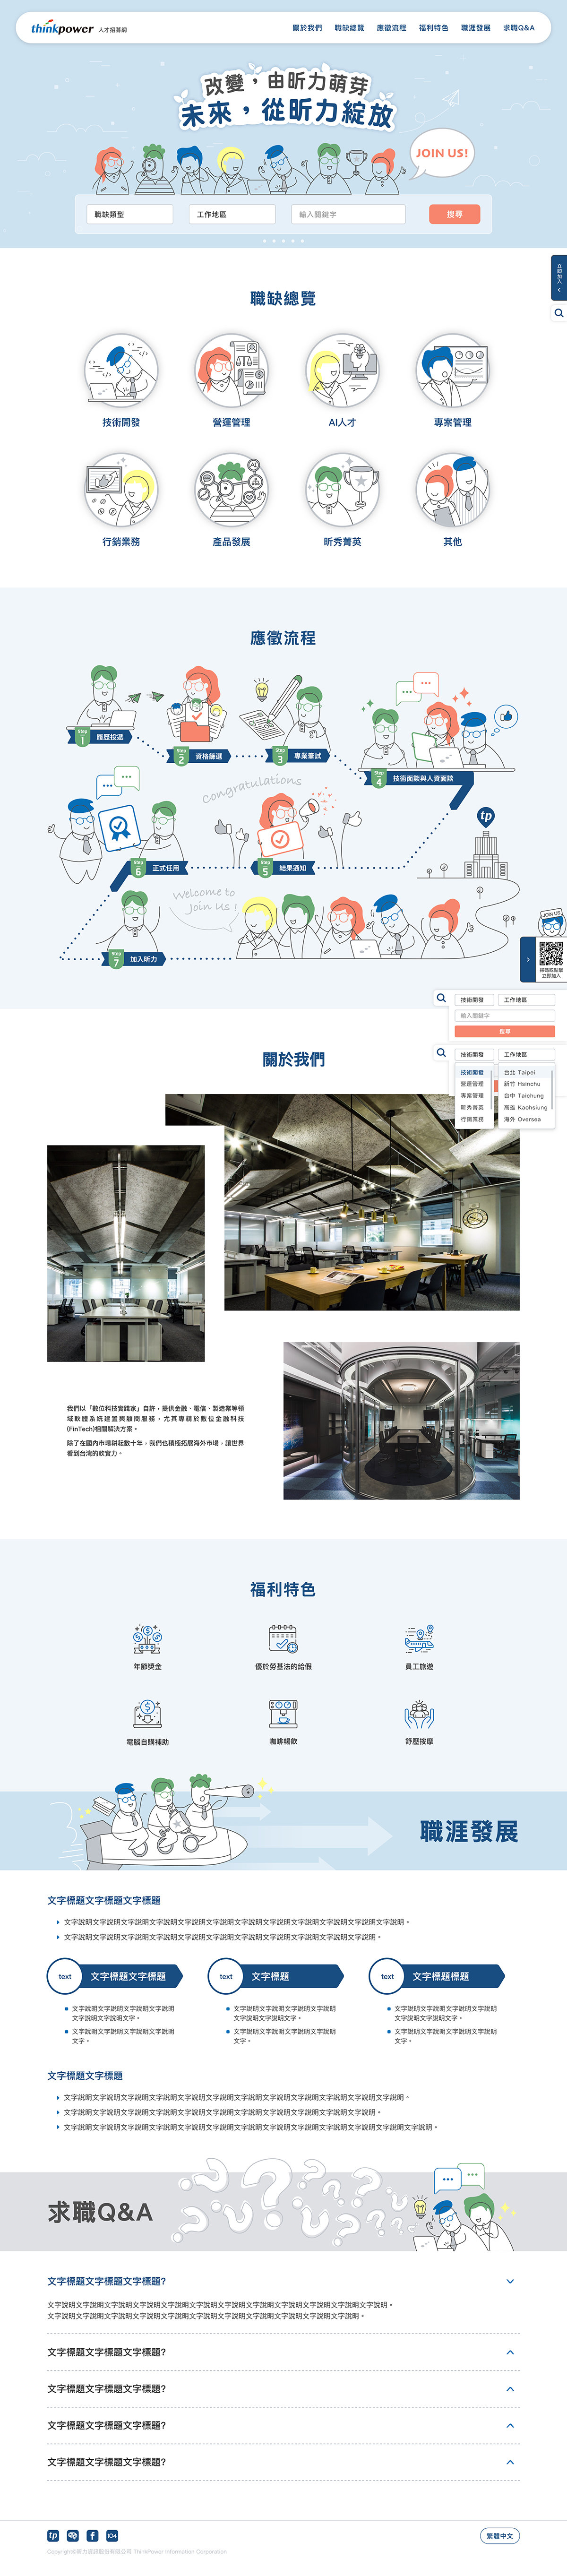 thinkpower 人才招募網
關於我們 職缺總覽 應徵流程 福利特色 職涯發展 求職Q&A
改變，由昕力萌芽
未來，從昕力綻放
JOIN US!
職缺類型 工作地區 輸入關鍵字 搜尋
立即加入
職缺總覽
技術開發 營運管理 AI人才 專案管理
AI
行銷業務 產品發展 昕秀菁英 其他
應徵流程
Step 1 履歷投遞
Step 2 資格篩選
Step 3 專業筆試
Step 4 技術面談與人資面談
Congratulations
tp
Step 6 正式任用
Step 5 結果通知
Welcome to
Join Us !
Step 7 加入昕力
JOIN US
掃碼或點擊
立即加入
技術開發 工作地區
輸入關鍵字
搜尋
技術開發 工作地區
技術開發 台北 Taipei
營運管理 新竹 Hsinchu
專案管理 台中 Taichung
昕秀菁英 高雄 Kaohsiung
行銷業務 海外 Oversea
關於我們
我們以「數位科技實踐家」自許，提供金融、電信、製造業等領
域軟體系統建置與顧問服務，尤其專精於數位金融科技
(FinTech)相關解決方案。
除了在國內市場耕耘數十年，我們也積極拓展海外市場，讓世界
看到台灣的軟實力。
福利特色
年節獎金 優於勞基法的給假 員工旅遊
電腦自購補助 咖啡暢飲 舒壓按摩
職涯發展
文字標題文字標題文字標題
文字說明文字說明文字說明文字說明文字說明文字說明文字說明文字說明文字說明文字說明文字說明文字說明。
文字說明文字說明文字說明文字說明文字說明文字說明文字說明文字說明文字說明文字說明文字說明。
text 文字標題文字標題
text 文字標題
text 文字標題標題
文字說明文字說明文字說明文字說明
文字說明文字說明文字。
文字說明文字說明文字說明文字說明
文字。
文字說明文字說明文字說明文字說明
文字說明文字說明文字。
文字說明文字說明文字說明文字說明
文字。
文字說明文字說明文字說明文字說明
文字說明文字說明文字。
文字說明文字說明文字說明文字說明
文字。
文字標題文字標題
文字說明文字說明文字說明文字說明文字說明文字說明文字說明文字說明文字說明文字說明文字說明文字說明。
文字說明文字說明文字說明文字說明文字說明文字說明文字說明文字說明文字說明文字說明文字說明。
文字說明文字說明文字說明文字說明文字說明文字說明文字說明文字說明文字說明文字說明文字說明文字說明文字說明。
求職Q&A
文字標題文字標題文字標題?
文字說明文字說明文字說明文字說明文字說明文字說明文字說明文字說明文字說明文字說明文字說明文字說明。
文字說明文字說明文字說明文字說明文字說明文字說明文字說明文字說明文字說明文字說明文字說明。
文字標題文字標題文字標題?
文字標題文字標題文字標題?
文字標題文字標題文字標題?
文字標題文字標題文字標題?
tp f 104
繁體中文
Copyright©昕力資訊股份有限公司 ThinkPower Information Corporation